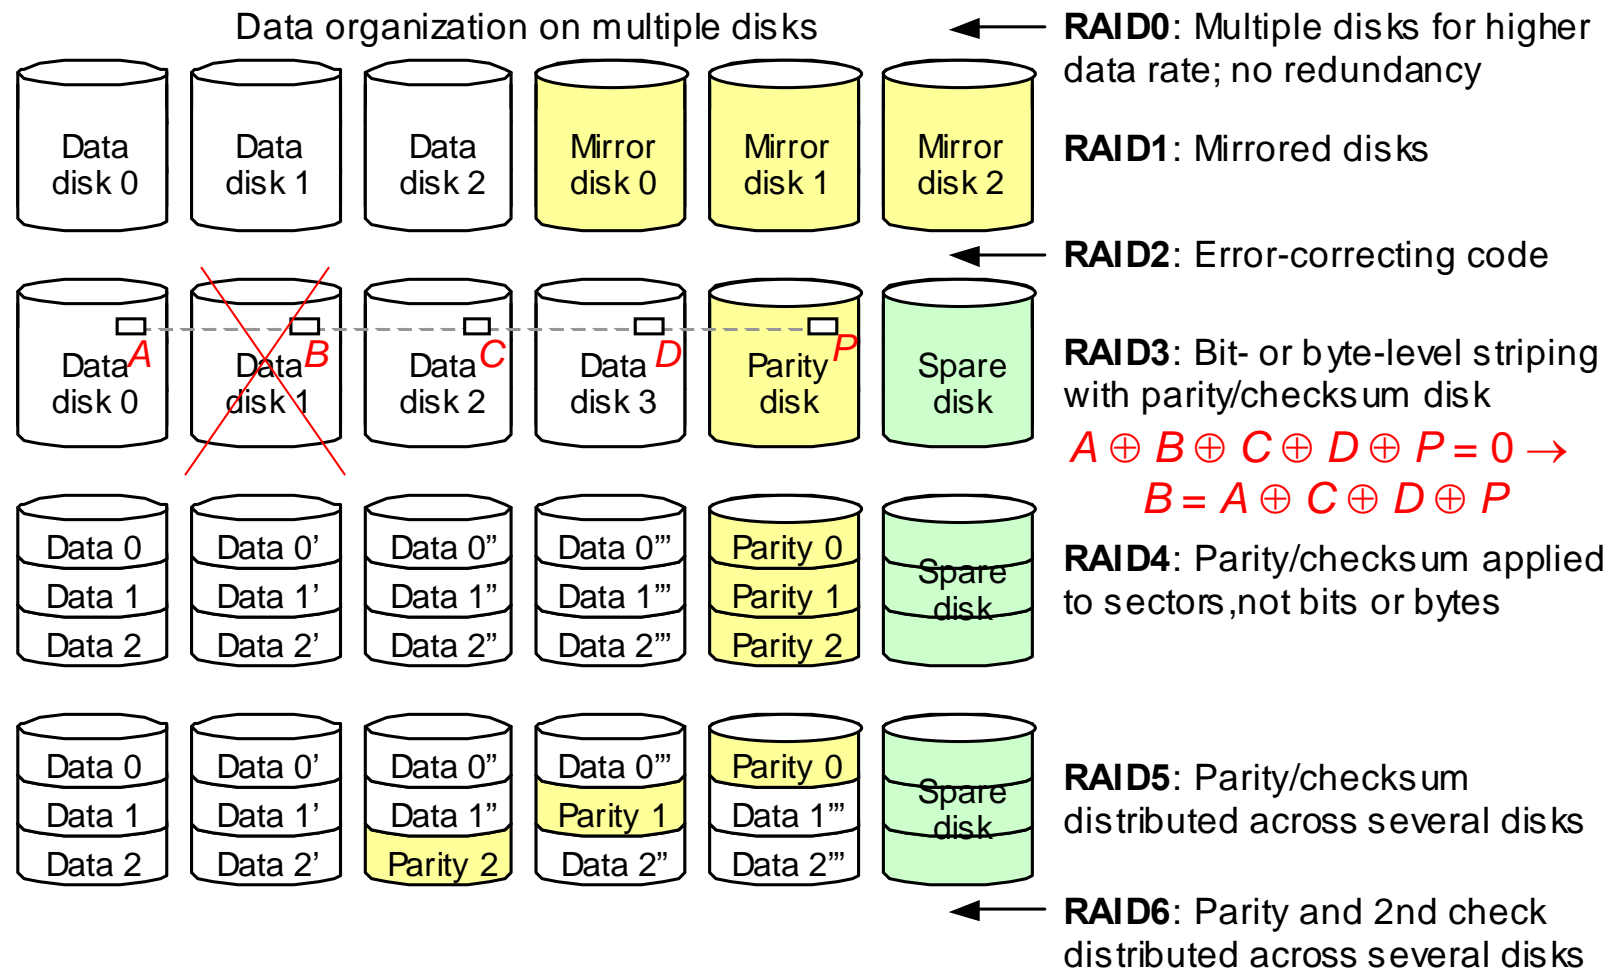 Data organization on multiple disks
RAID0: Multiple disks for higher
data rate; no redundancy
Data disk 0
Data disk 1
Data disk 2
Mirror disk 0
Mirror disk 1
Mirror disk 2
RAID1: Mirrored disks
RAID2: Error-correcting code
A
B
C
D
P
Data disk 0
Data disk 1
Data disk 2
Data disk 3
Parity disk
Spare disk
RAID3: Bit- or byte-level striping
with parity/checksum disk
A ⊕ B ⊕ C ⊕ D ⊕ P = 0 →
B = A ⊕ C ⊕ D ⊕ P
Data 0 Data 0’ Data 0” Data 0’” Parity 0
Data 1 Data 1’ Data 1” Data 1’” Parity 1
Data 2 Data 2’ Data 2” Data 2’” Parity 2
Spare
disk
RAID4: Parity/checksum applied
to sectors,not bits or bytes
Data 0 Data 0’ Data 0” Data 0’” Parity 0
Data 1 Data 1’ Data 1” Parity 1 Data 1’”
Data 2 Data 2’ Parity 2 Data 2” Data 2’”
Spare
disk
RAID5: Parity/checksum
distributed across several disks
RAID6: Parity and 2nd check
distributed across several disks